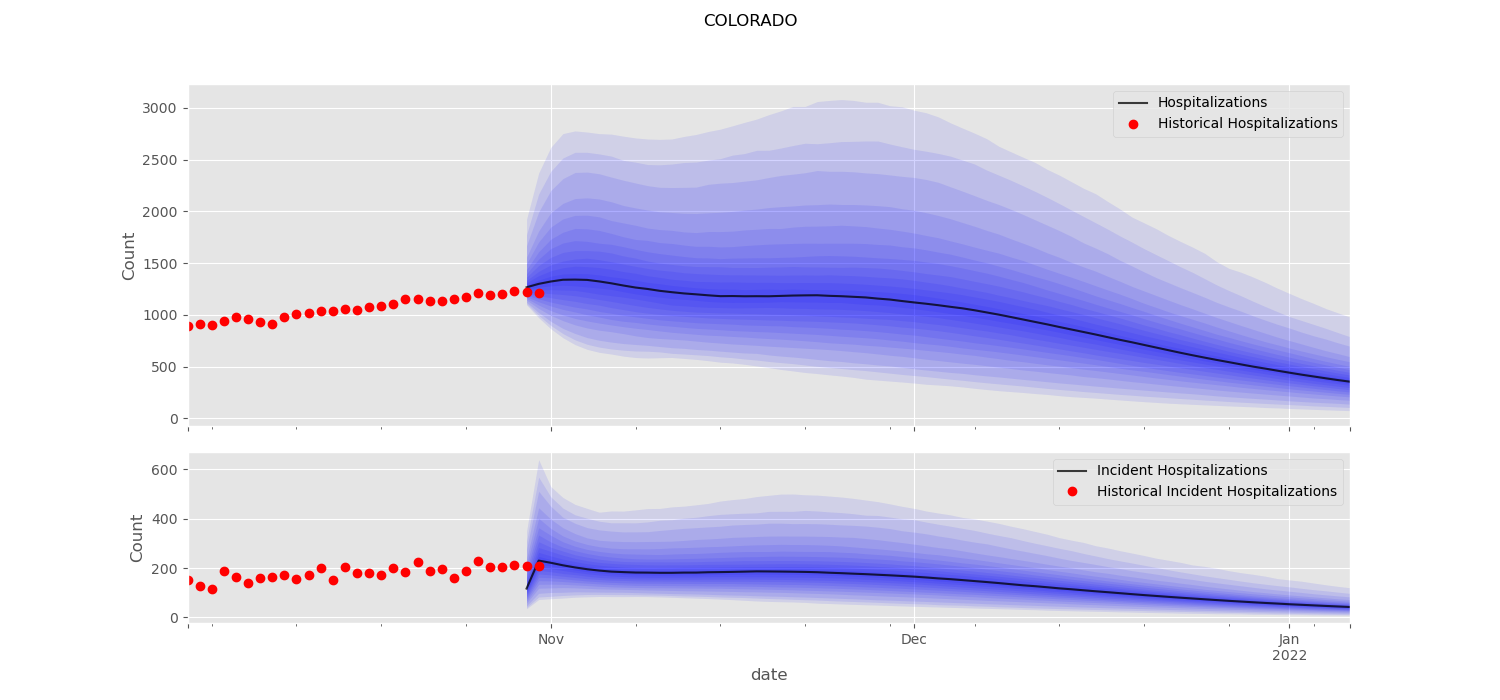 COLORADO
3000
2500
2000
1500
1000
500
0
Count
Hospitalizations
Historical Hospitalizations
600
400
200
0
Count
Incident Hospitalizations
Historical Incident Hospitalizations
Nov
Dec
Jan
2022
date